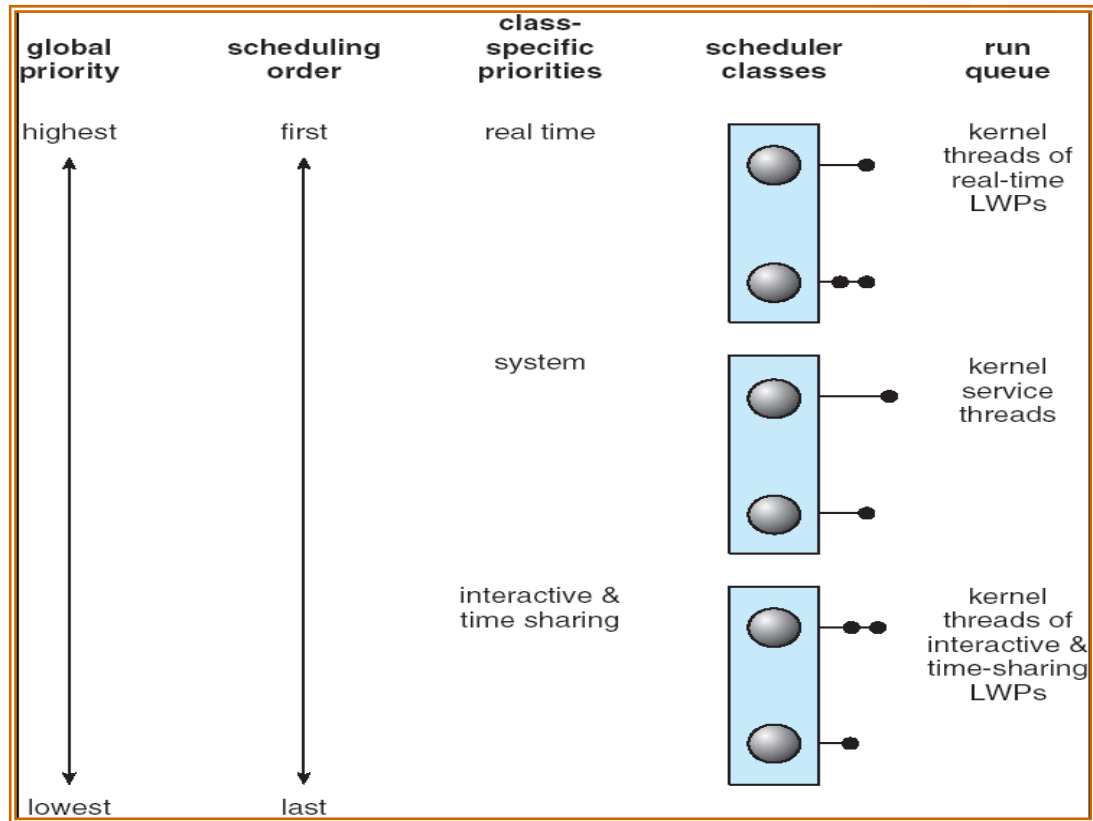 global
priority
scheduling
order
class-
specific
priorities
scheduler
classes
run
queue
highest
first
real time
kernel
threads of
real-time
LWPs
system
kernel
service
threads
interactive &
time sharing
kernel
threads of
interactive &
time-sharing
LWPs
lowest
last